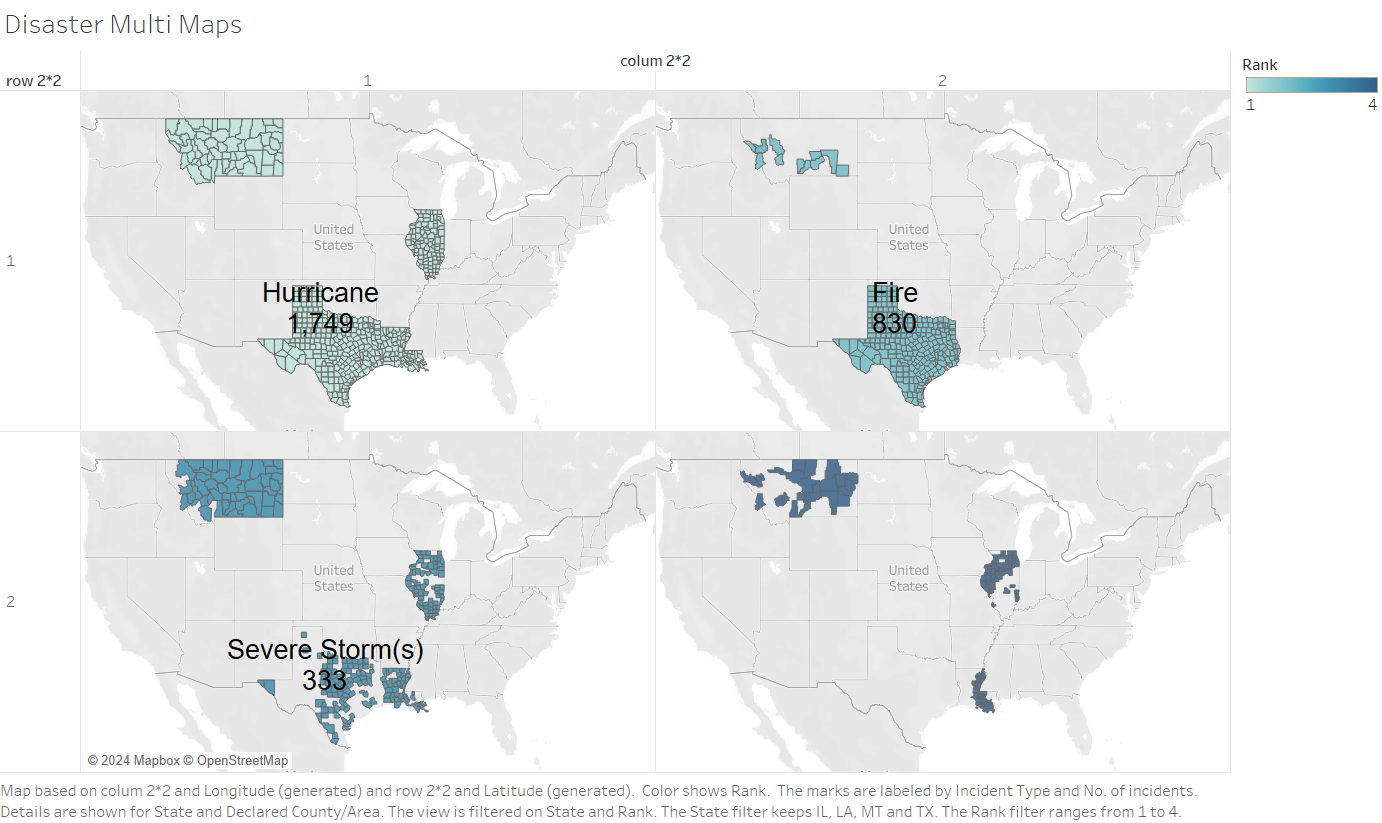 Disaster Multi Maps
colum 2*2
row 2*2
1
2
Rank
1
4
1
United
States
Hurricane
1,749
United
States
Fire
830
2
United
States
Severe Storm(s)
333
United
States
© 2024 Mapbox © OpenStreetMap
Map based on colum 2*2 and Longitude (generated) and row 2*2 and Latitude (generated).  Color shows Rank.  The marks are labeled by Incident Type and No. of incidents.
Details are shown for State and Declared County/Area. The view is filtered on State and Rank. The State filter keeps IL, LA, MT and TX. The Rank filter ranges from 1 to 4.